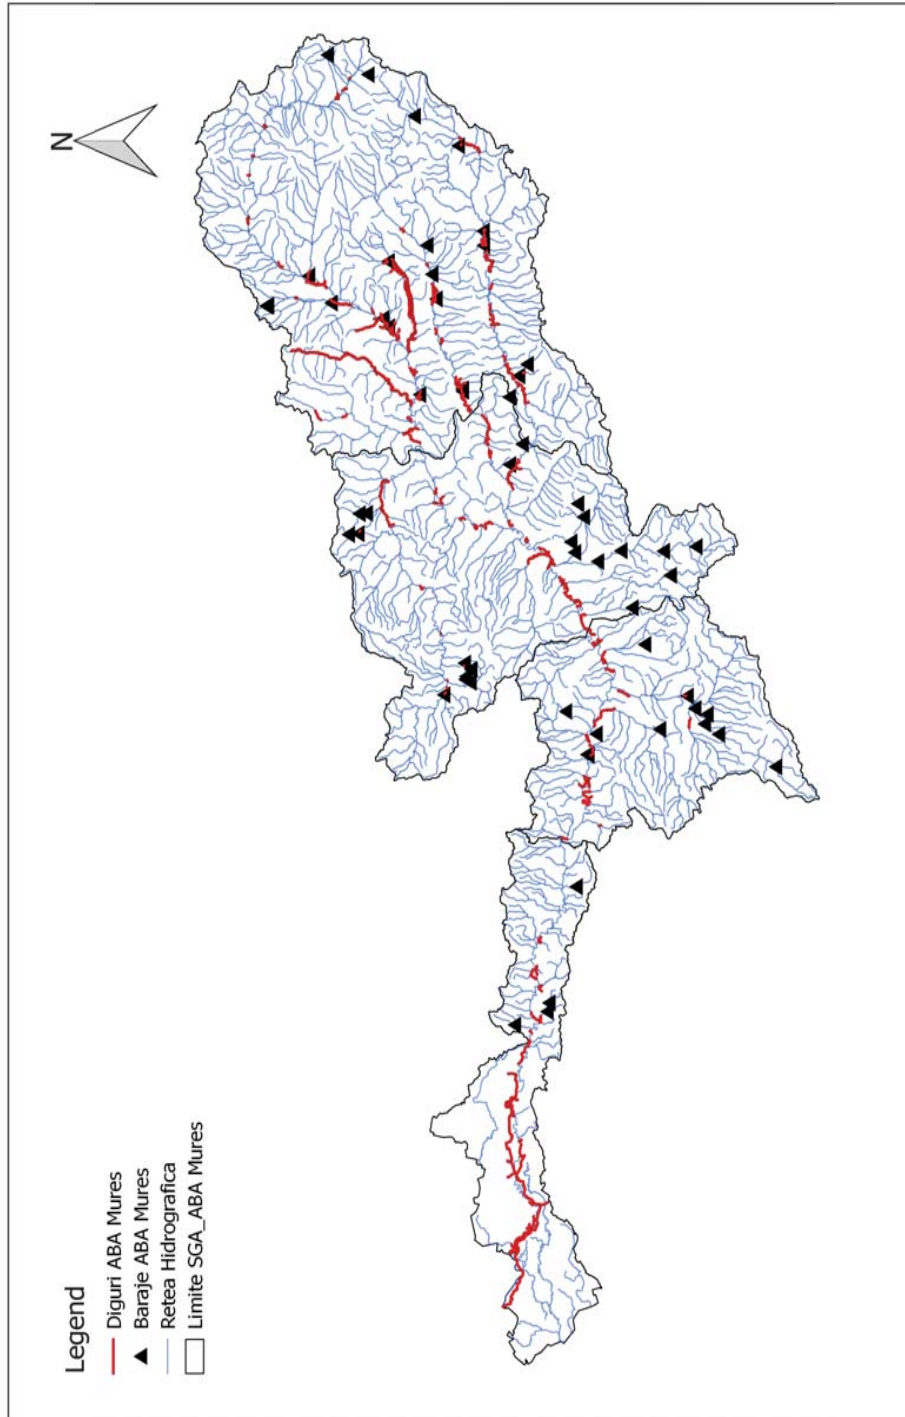 N
Legend
Diguri ABA Mures
Baraje ABA Mures
Retea Hidrografica
Limite SGA_ABA Mures